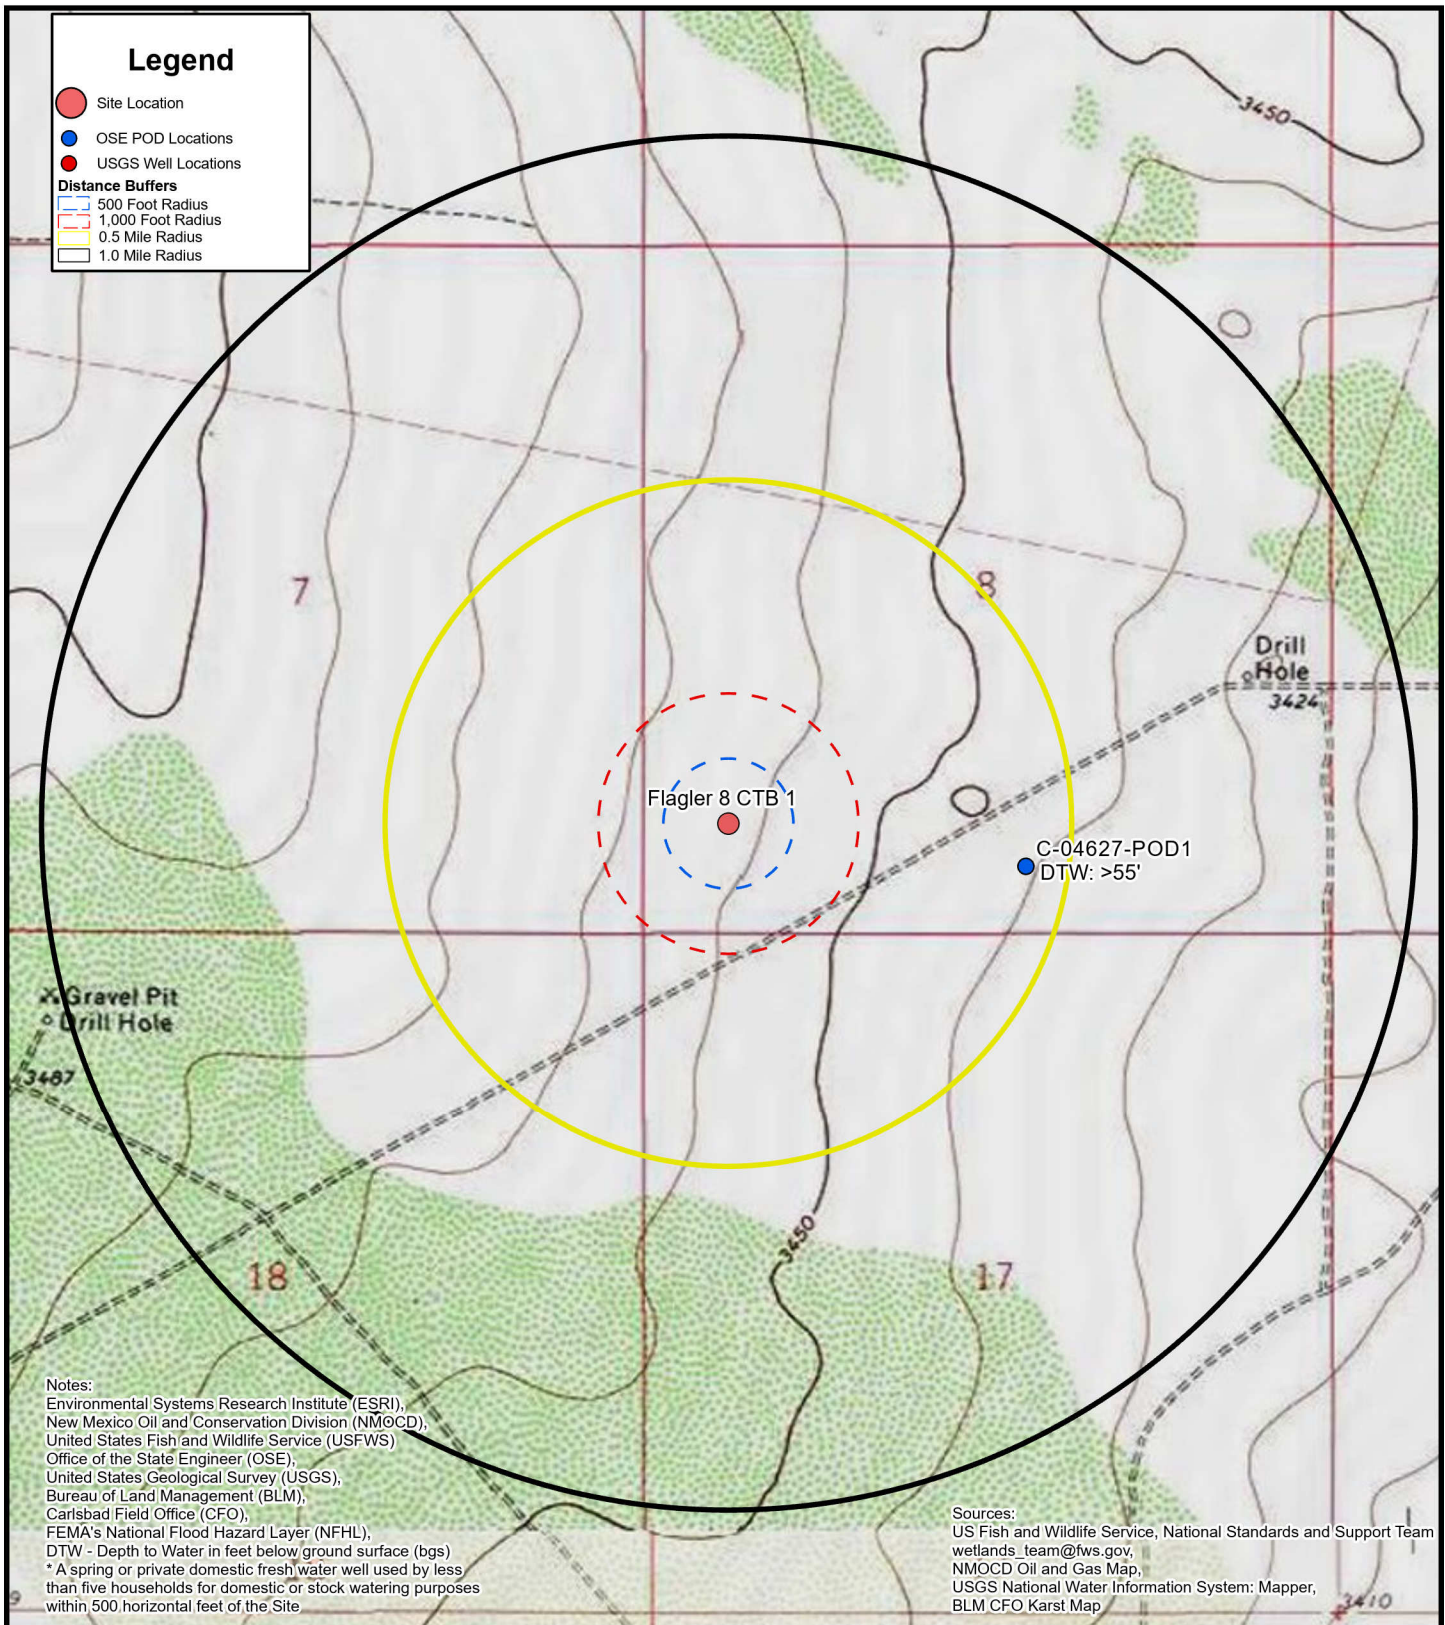 Legend
Site Location
OSE POD Locations
USGS Well Locations
Distance Buffers
500 Foot Radius
1,000 Foot Radius
0.5 Mile Radius
1.0 Mile Radius
3450
7
8
Drill
Hole
3424
Flagler 8 CTB 1
C-04627-POD1
DTW: >55'
Gravel Pit
Drill Hole
3487
3450
18
17
Notes:
Environmental Systems Research Institute (ESRI),
New Mexico Oil and Conservation Division (NMOCD),
United States Fish and Wildlife Service (USFWS)
Office of the State Engineer (OSE),
United States Geological Survey (USGS),
Bureau of Land Management (BLM),
Carlsbad Field Office (CFO),
FEMA's National Flood Hazard Layer (NFHL),
DTW - Depth to Water in feet below ground surface (bgs)
* A spring or private domestic fresh water well used by less
than five households for domestic or stock watering purposes
within 500 horizontal feet of the Site
Sources:
US Fish and Wildlife Service, National Standards and Support Team
wetlands_team@fws.gov,
NMOCD Oil and Gas Map,
USGS National Water Information System: Mapper,
BLM CFO Karst Map
3410